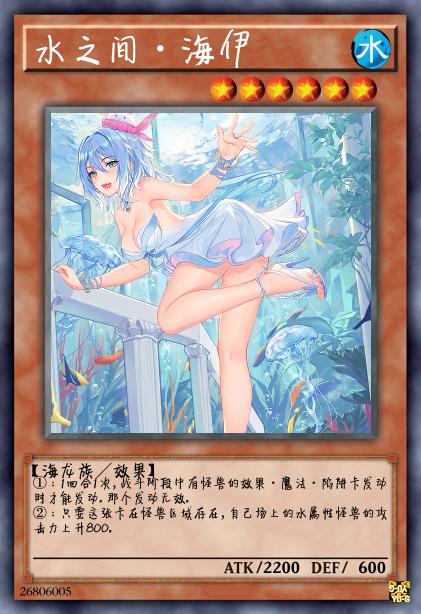 水之间·海伊
水
【海龙族／效果】
①：1回合1次，战斗阶段中有怪兽的效果·魔法·陷阱卡发动
时才能发动。那个发动无效。
②：只要这张卡在怪兽区域存在，自己场上的水属性怪兽的攻
击力上升800。
ATK/2200 DEF/ 600
26806005